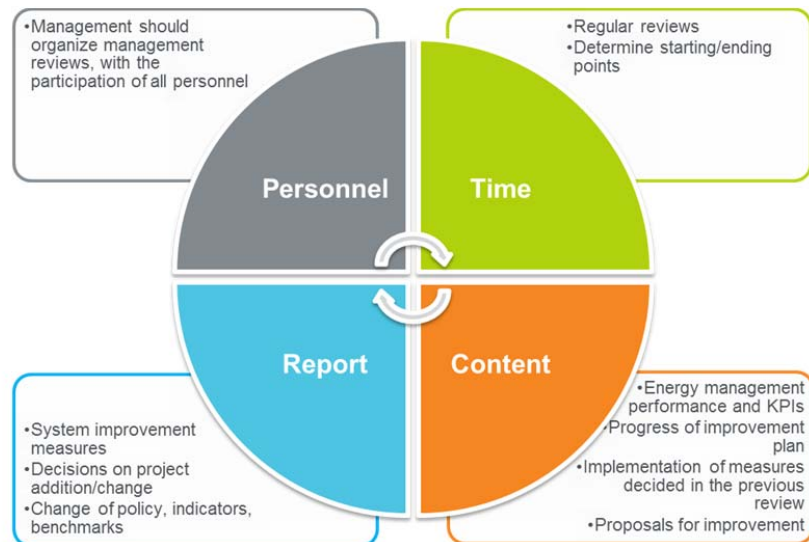 •Management should
organize management
reviews, with the
participation of all personnel
•Regular reviews
•Determine starting/ending
points
Personnel
Time
Report
Content
•System improvement
measures
•Decisions on project
addition/change
•Change of policy, indicators,
benchmarks
•Energy management
performance and KPIs
•Progress of improvement
plan
•Implementation of measures
decided in the previous
review
•Proposals for improvement